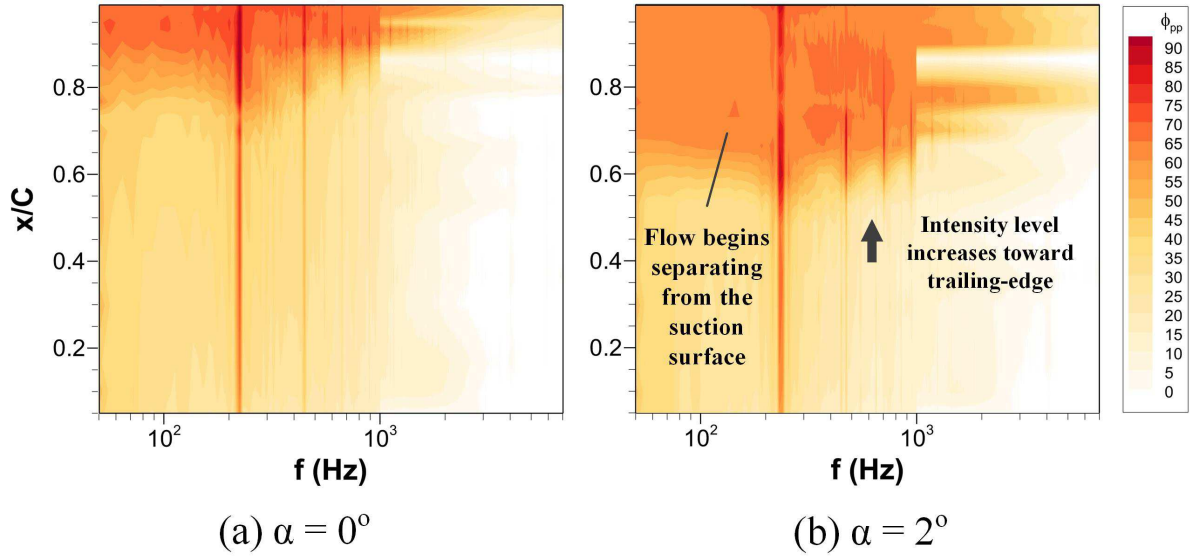 x/C
0.8
0.6
0.4
0.2
10²
10³
f (Hz)
(a) α = 0º
0.8
0.6
0.4
0.2
10²
10³
f (Hz)
Flow begins
separating
from the
suction
surface
Intensity level
increases toward
trailing-edge
(b) α = 2º
ϕpp
90
85
80
75
70
65
60
55
50
45
40
35
30
25
20
15
10
5
0